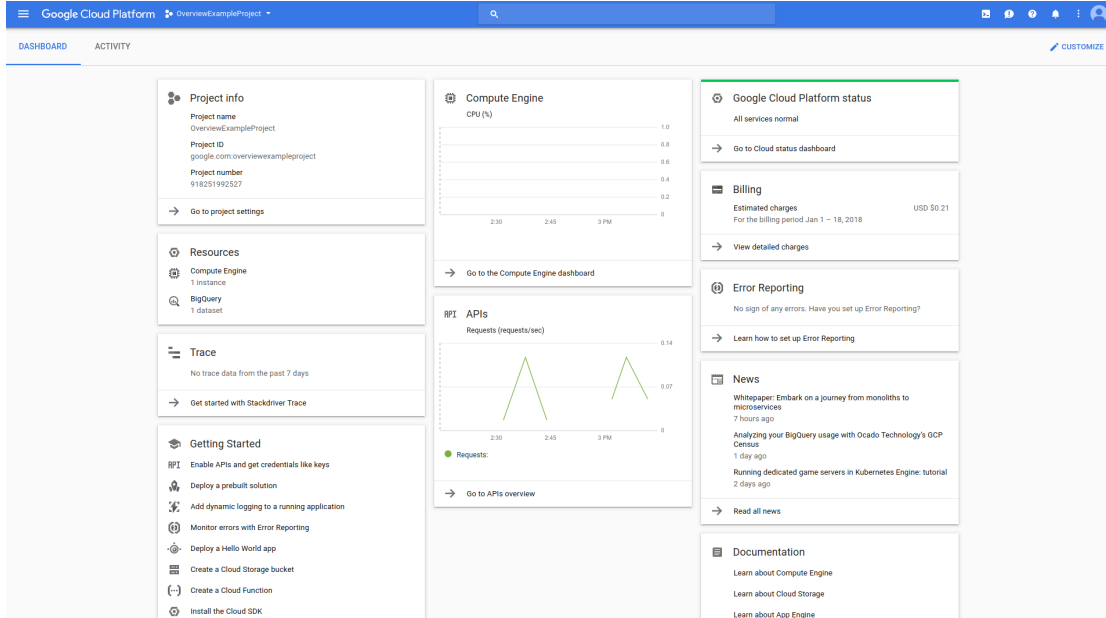 Google Cloud Platform
OverviewExampleProject
DASHBOARD
ACTIVITY
CUSTOMIZE
Project info
Project name
OverviewExampleProject
Project ID
google.com:overviewexampleproject
Project number
918251992527
Go to project settings
Resources
Compute Engine
1 instance
BigQuery
1 dataset
Trace
No trace data from the past 7 days
Get started with Stackdriver Trace
Getting Started
API Enable APIs and get credentials like keys
Deploy a prebuilt solution
Add dynamic logging to a running application
Monitor errors with Error Reporting
Deploy a Hello World app
Create a Cloud Storage bucket
Create a Cloud Function
Install the Cloud SDK
Compute Engine
CPU (%)
1.0
0.8
0.6
0.4
0.2
0
2:30 2:45 3 PM
Go to the Compute Engine dashboard
API APIs
Requests (requests/sec)
0.14
0.07
0
2:30 2:45 3 PM
Requests:
Go to APIs overview
Google Cloud Platform status
All services normal
Go to Cloud status dashboard
Billing
Estimated charges USD $0.21
For the billing period Jan 1 – 18, 2018
View detailed charges
Error Reporting
No sign of any errors. Have you set up Error Reporting?
Learn how to set up Error Reporting
News
Whitepaper: Embark on a journey from monoliths to
microservices
7 hours ago
Analyzing your BigQuery usage with Ocado Technology's GCP
Census
1 day ago
Running dedicated game servers in Kubernetes Engine: tutorial
2 days ago
Read all news
Documentation
Learn about Compute Engine
Learn about Cloud Storage
Learn about App Engine